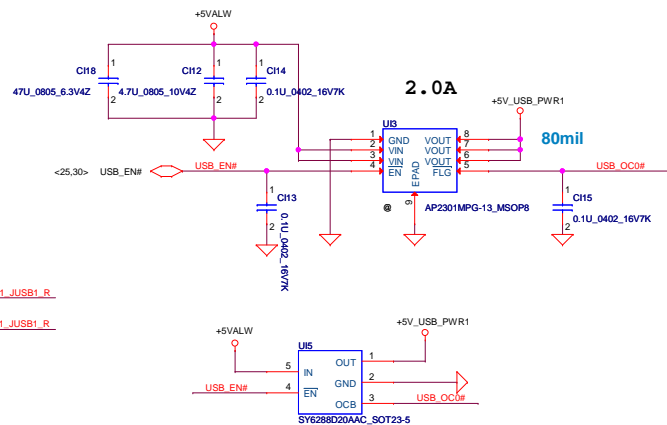 +5VALW
1
CI18
47U_0805_6.3V4Z
2
1
CI12
4.7U_0805_10V4Z
2
1
CI14
0.1U_0402_16V7K
2
2.0A
+5V_USB_PWR1
80mil
UI3
1 GND VOUT 8
2 VIN VOUT 7
3 VIN VOUT 6
4 EN FLG 5
EPAD
9
@ AP2301MPG-13_MSOP8
<25,30> USB_EN# USB_EN#
USB_OC0#
1
CI13
0.1U_0402_16V7K
2
1
CI15
0.1U_0402_16V7K
2
1_JUSB1_R
1_JUSB1_R
+5VALW
+5V_USB_PWR1
UI5
5 IN OUT 1
GND 2
USB_EN# 4 EN
OCB 3 USB_OC0#
SY6288D20AAC_SOT23-5